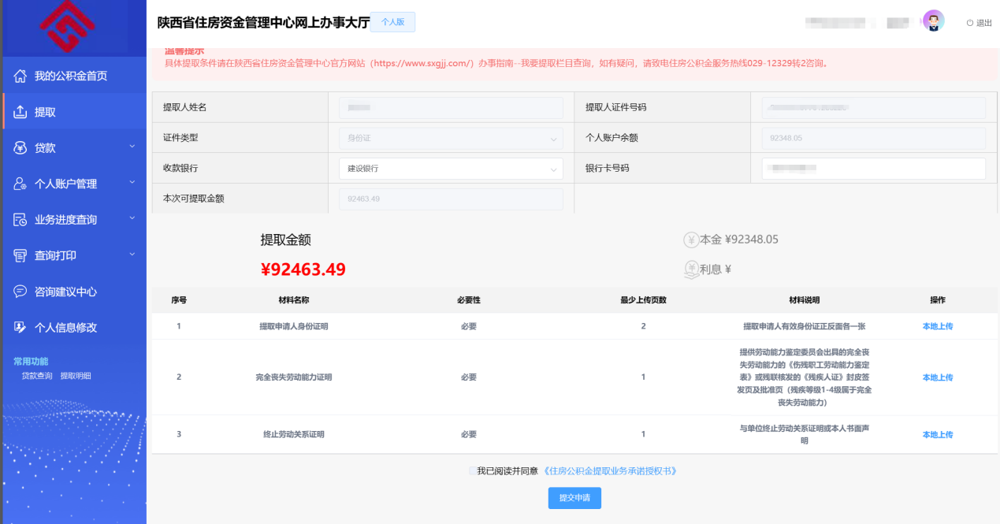 陕西省住房资金管理中心网上办事大厅
个人版
退出
我的公积金首页
提取
贷款
个人账户管理
业务进度查询
查询打印
咨询建议中心
个人信息修改
常用功能
贷款查询 提取明细
温馨提示
具体提取条件请在陕西省住房资金管理中心官方网站（https://www.sxgjj.com/）办事指南--我要提取栏目查询，如有疑问，请致电住房公积金服务热线029-12329转2咨询。
提取人姓名
提取人证件号码
证件类型 身份证
个人账户余额 92348.05
收款银行 建设银行
银行卡号码
本次可提取金额 92463.49
提取金额
¥92463.49
本金 ¥92348.05
利息 ¥
序号 材料名称 必要性 最少上传页数 材料说明 操作
1 提取申请人身份证明 必要 2 提取申请人有效身份证正反面各一张 本地上传
2 完全丧失劳动能力证明 必要 1 提供劳动能力鉴定委员会出具的完全丧
失劳动能力的《伤残职工劳动能力鉴定
表》或残联核发的《残疾人证》封皮签
发页及批准页（残疾等级1-4级属于完全
丧失劳动能力）
本地上传
3 终止劳动关系证明 必要 1 与单位终止劳动关系证明或本人书面声
明
本地上传
我已阅读并同意 《住房公积金提取业务承诺授权书》
提交申请